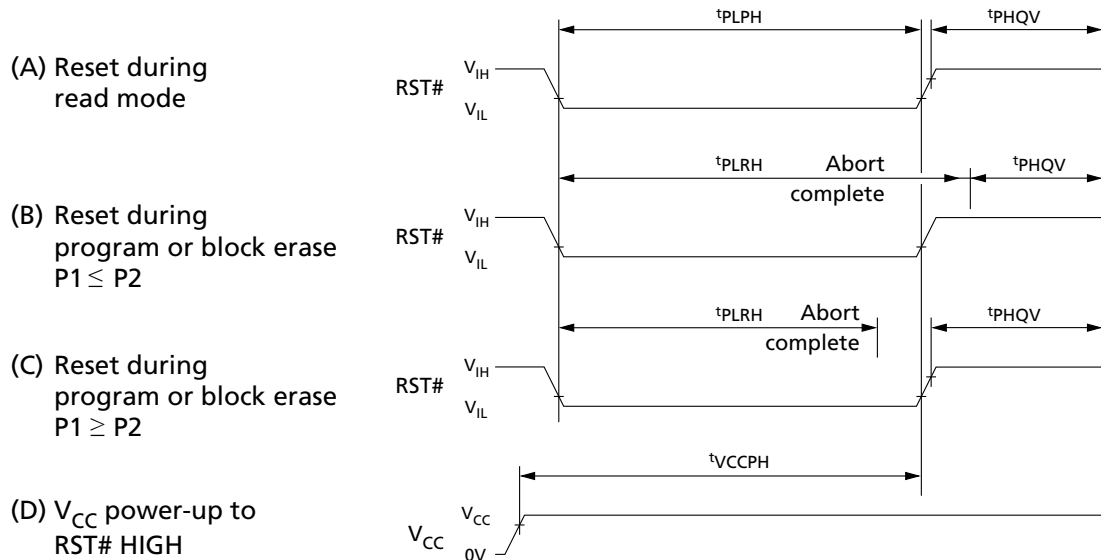 tPLPH
tPHQV
(A) Reset during
read mode
RST#
VIH
VIL
tPLRH
Abort
complete
tPHQV
(B) Reset during
program or block erase
P1 ≤ P2
RST#
VIH
VIL
tPLRH
Abort
complete
tPHQV
(C) Reset during
program or block erase
P1 ≥ P2
RST#
VIH
VIL
tVCCPH
(D) VCC power-up to
RST# HIGH
VCC
VCC
0V